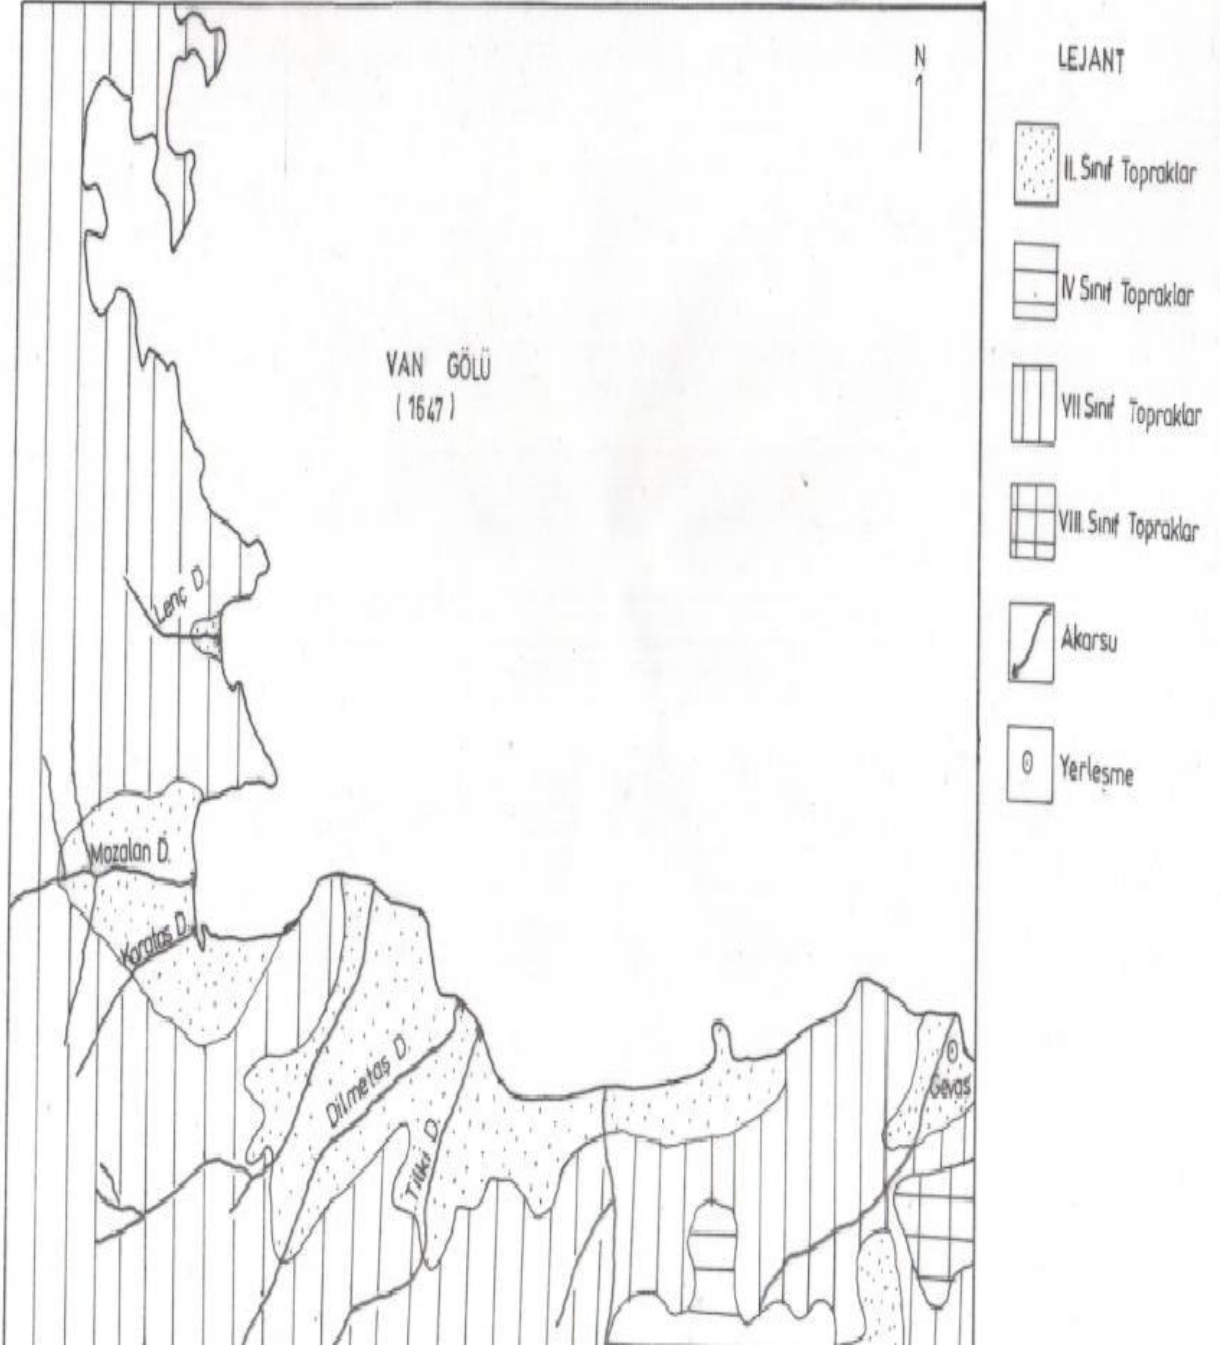 N
LEJANT
II. Sınıf Topraklar
IV Sınıf Topraklar
VII Sınıf Topraklar
VIII. Sınıf Topraklar
Akarsu
Yerleşme
VAN GÖLÜ
(1647)
Lenç D.
Mozalan D.
Karataş D.
Dilmetaş D.
Tilki D.
Gevaş